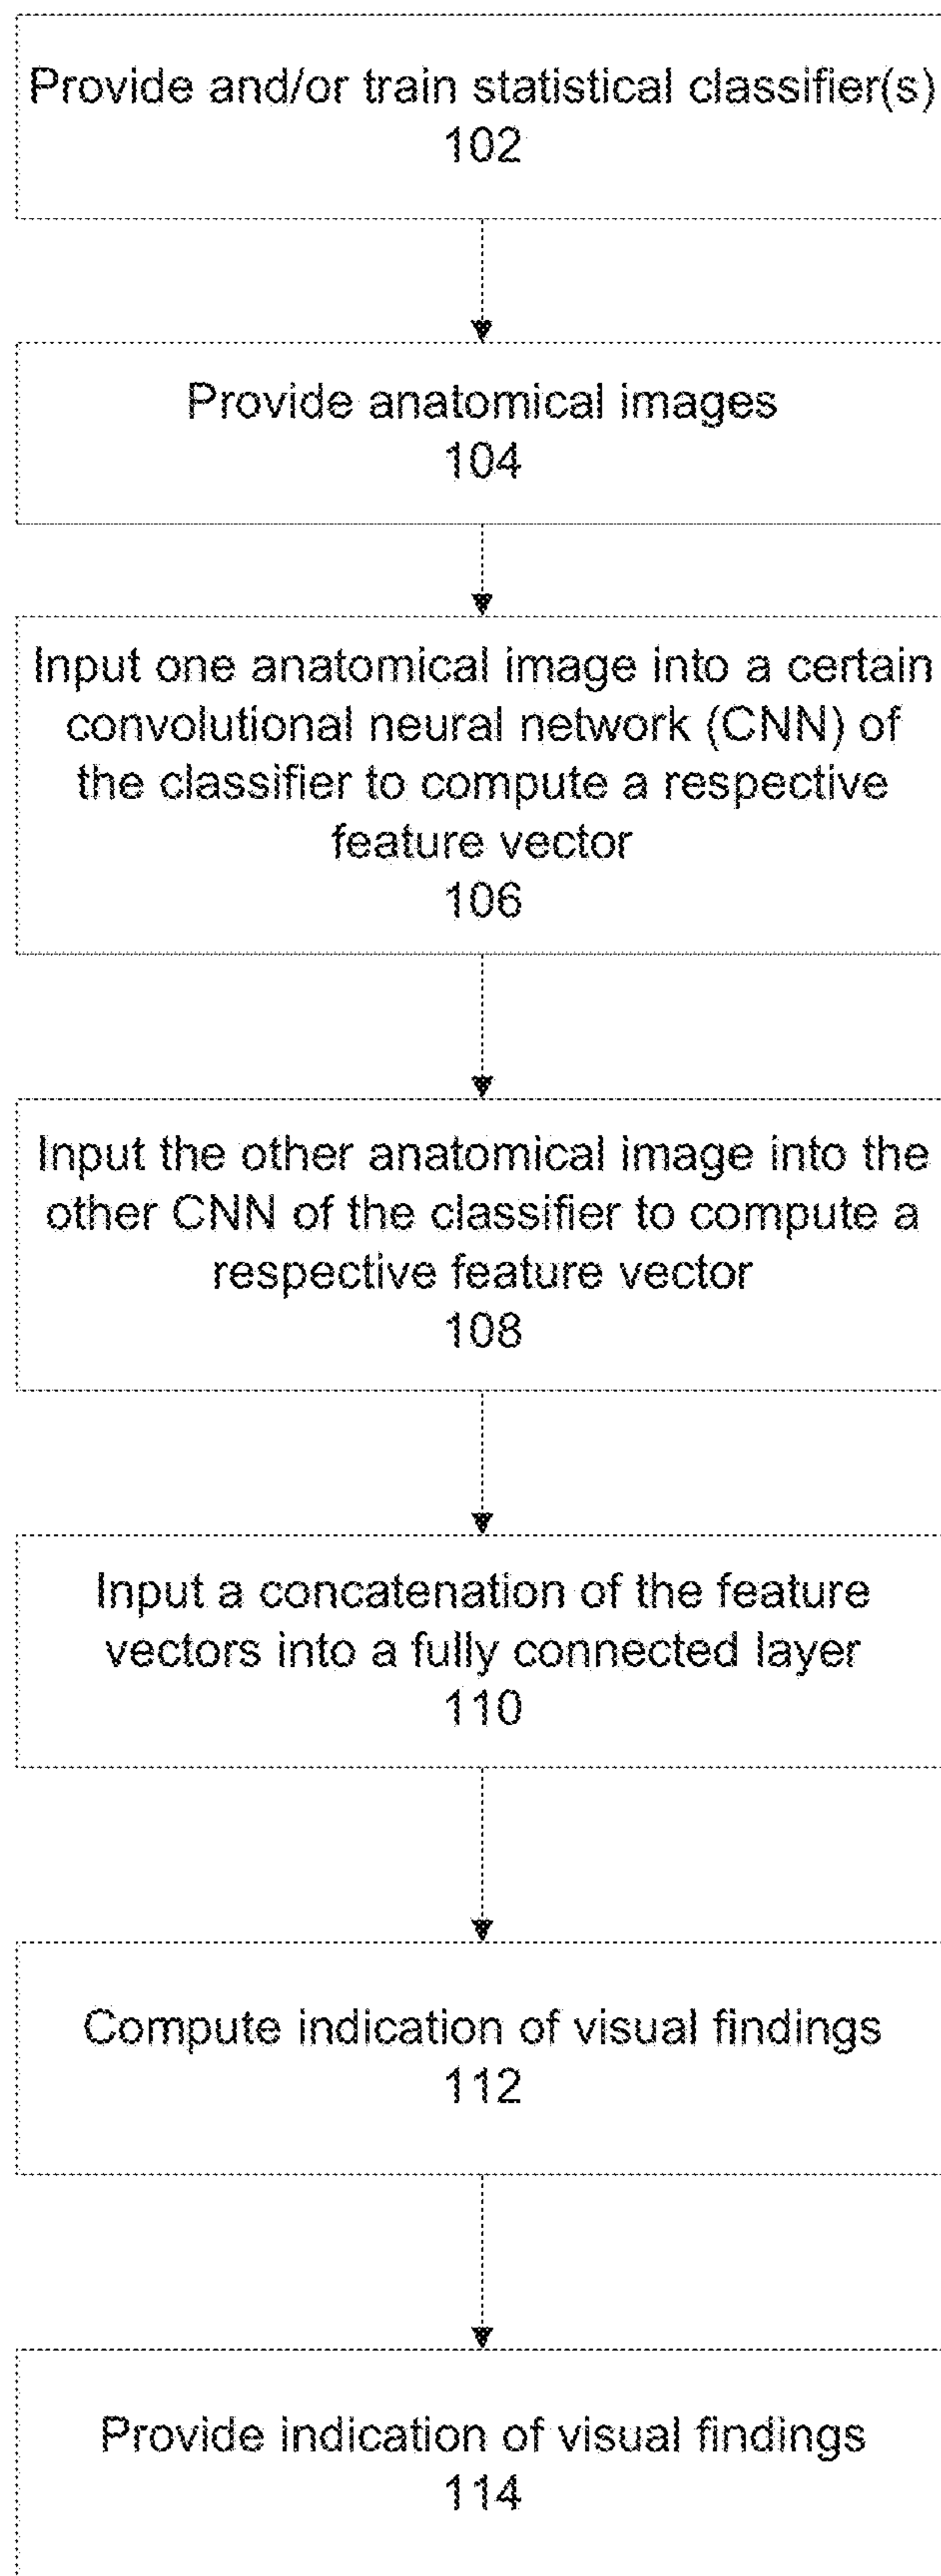 Provide and/or train statistical classifier(s)
102
Provide anatomical images
104
Input one anatomical image into a certain
convolutional neural network (CNN) of
the classifier to compute a respective
feature vector
106
Input the other anatomical image into the
other CNN of the classifier to compute a
respective feature vector
108
Input a concatenation of the feature
vectors into a fully connected layer
110
Compute indication of visual findings
112
Provide indication of visual findings
114